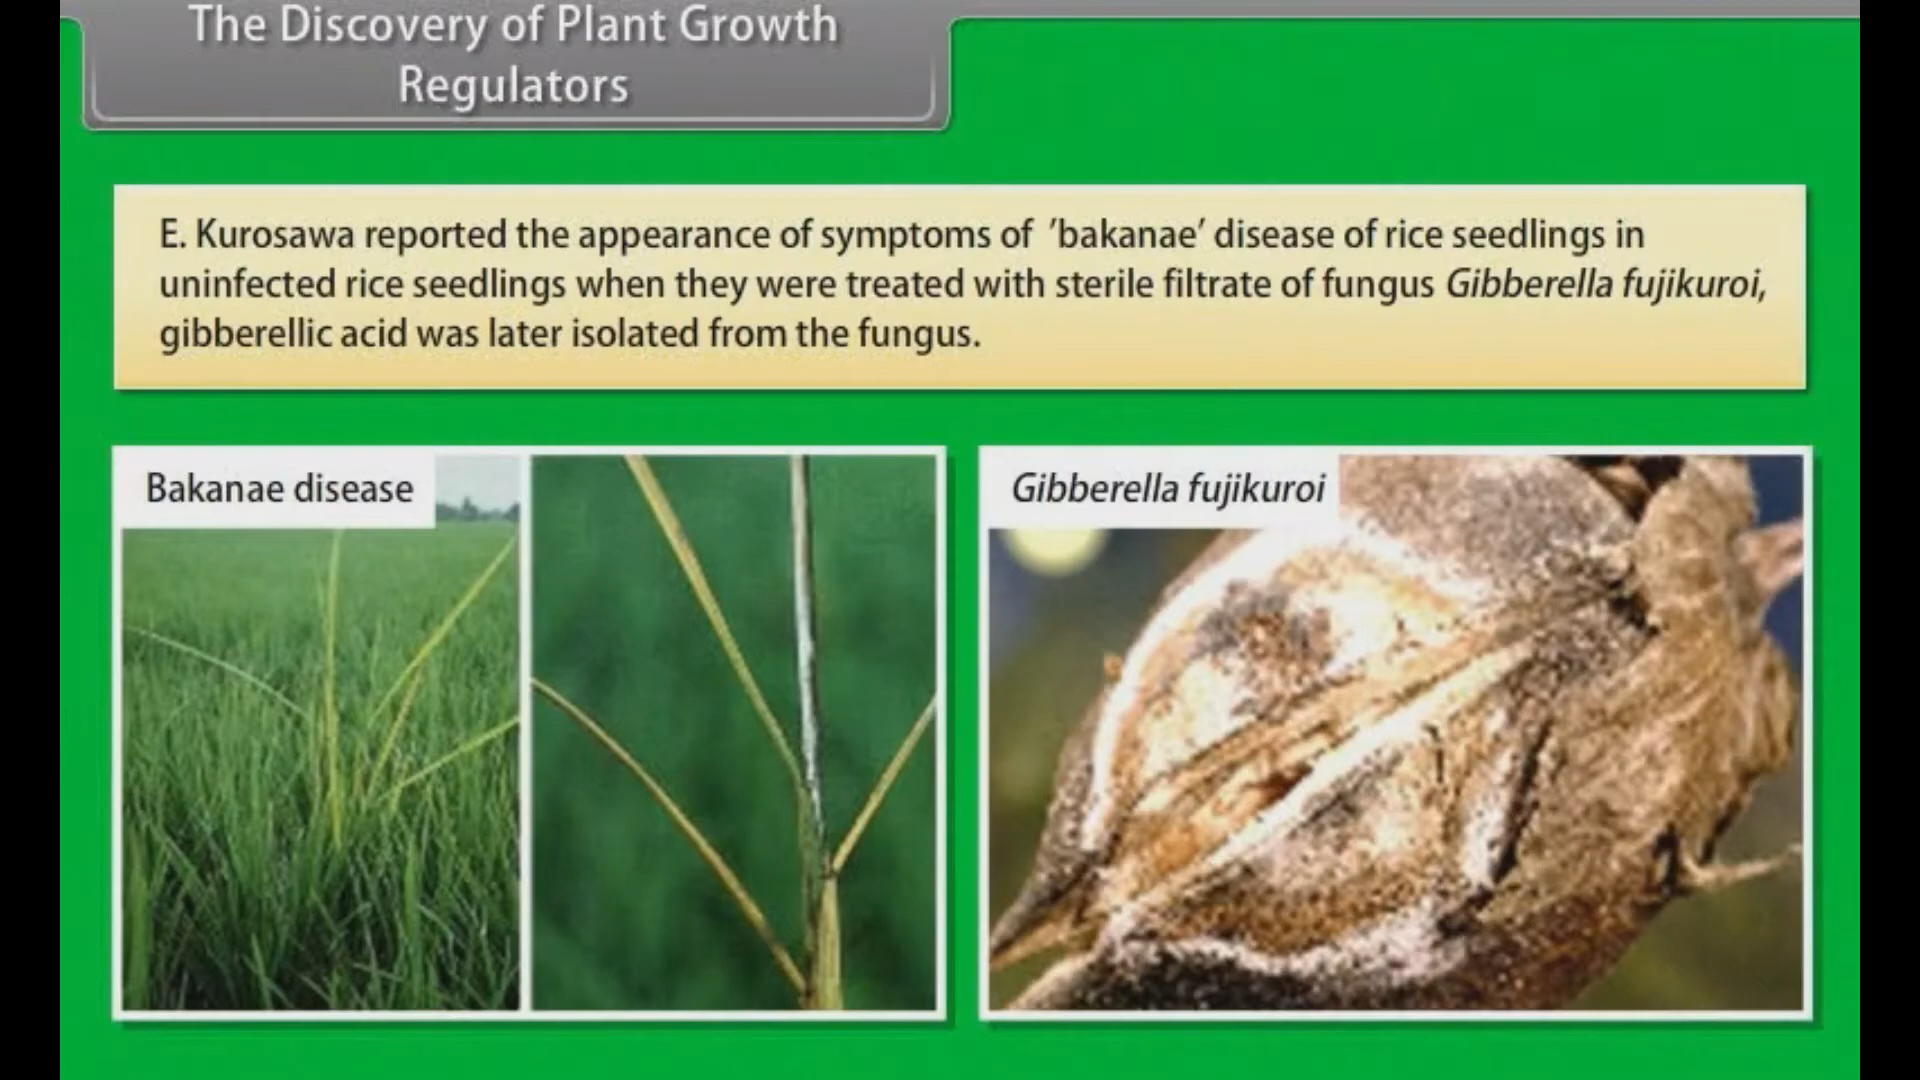 The Discovery of Plant Growth
Regulators
E. Kurosawa reported the appearance of symptoms of 'bakanae' disease of rice seedlings in
uninfected rice seedlings when they were treated with sterile filtrate of fungus Gibberella fujikuroi,
gibberellic acid was later isolated from the fungus.
Bakanae disease
Gibberella fujikuroi